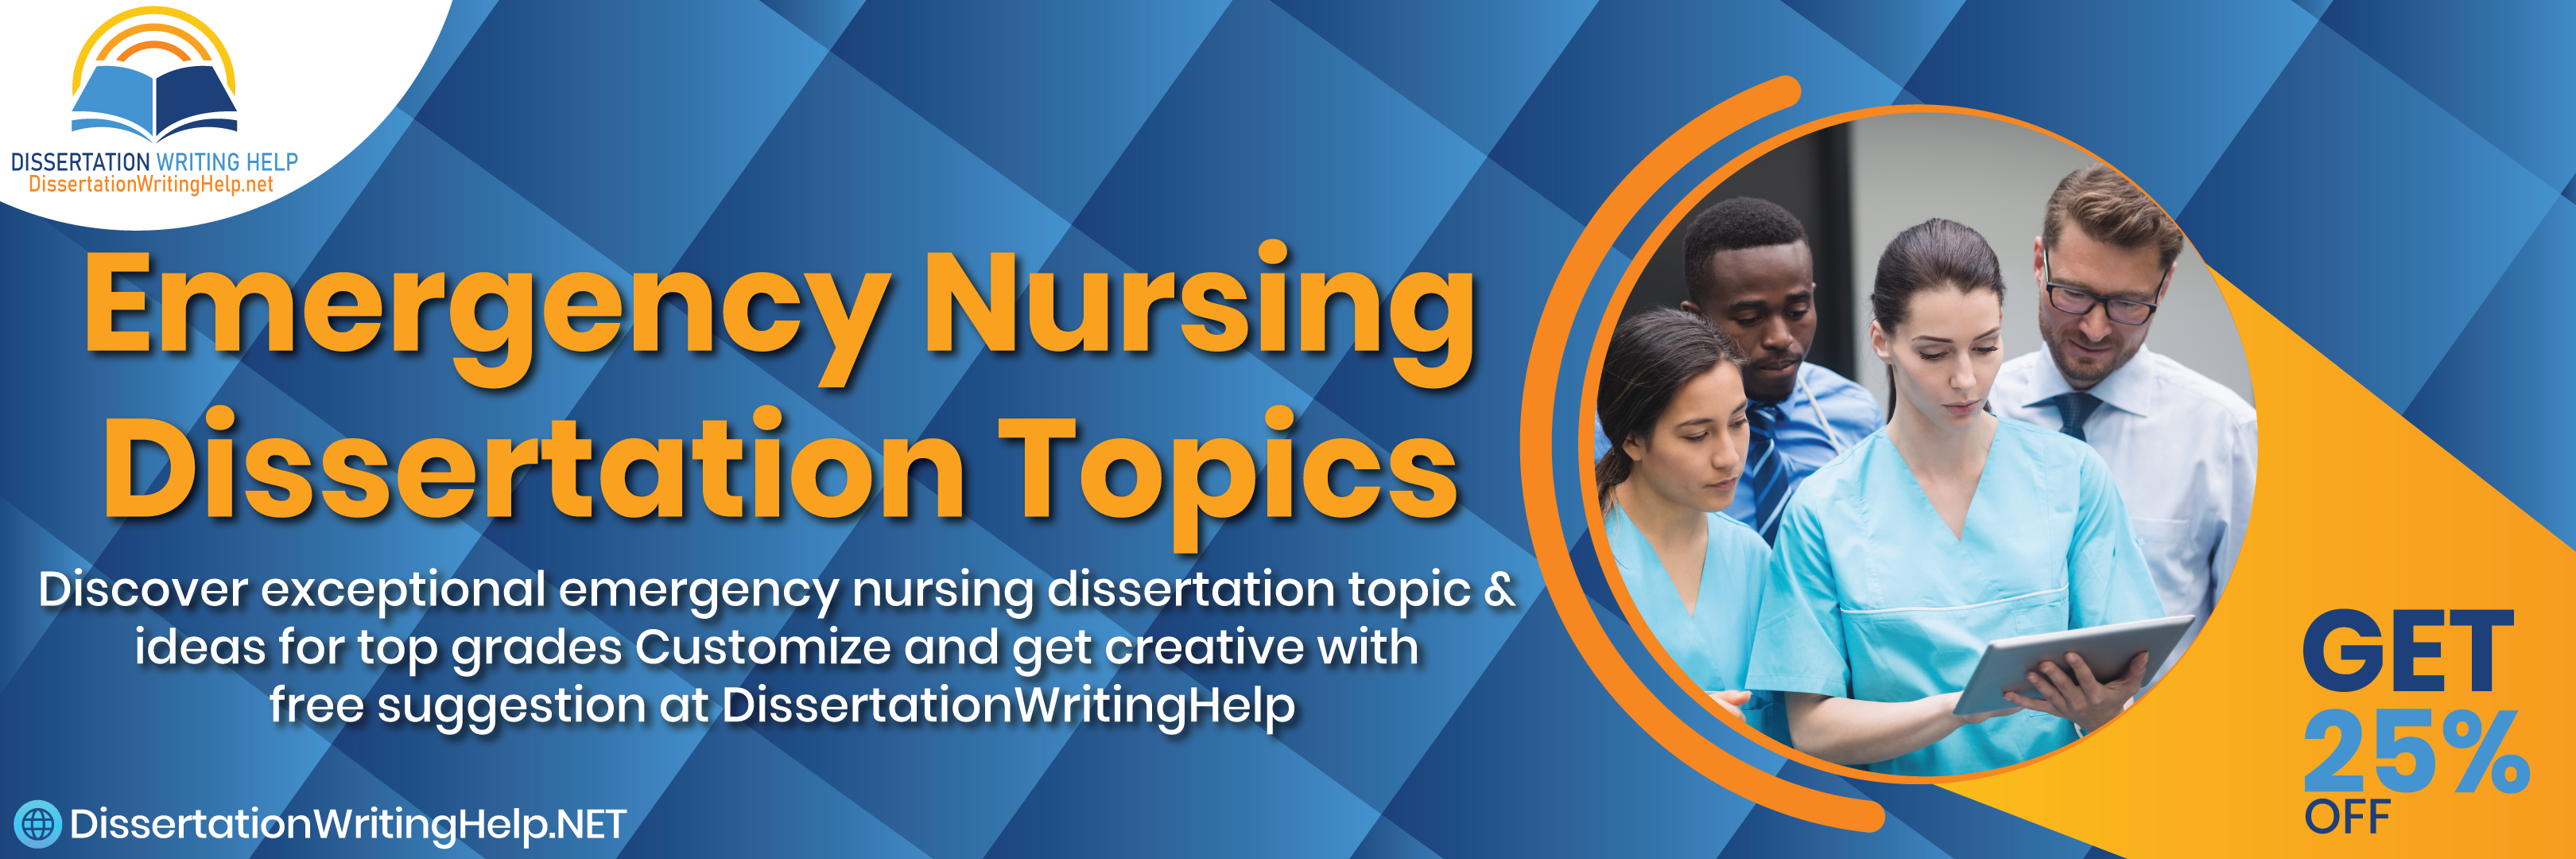 DISSERTATION WRITING HELP
DissertationWritingHelp.net
Emergency Nursing
Dissertation Topics
Discover exceptional emergency nursing dissertation topic &
ideas for top grades Customize and get creative with
free suggestion at DissertationWritingHelp
DissertationWritingHelp.NET
GET
25%
OFF